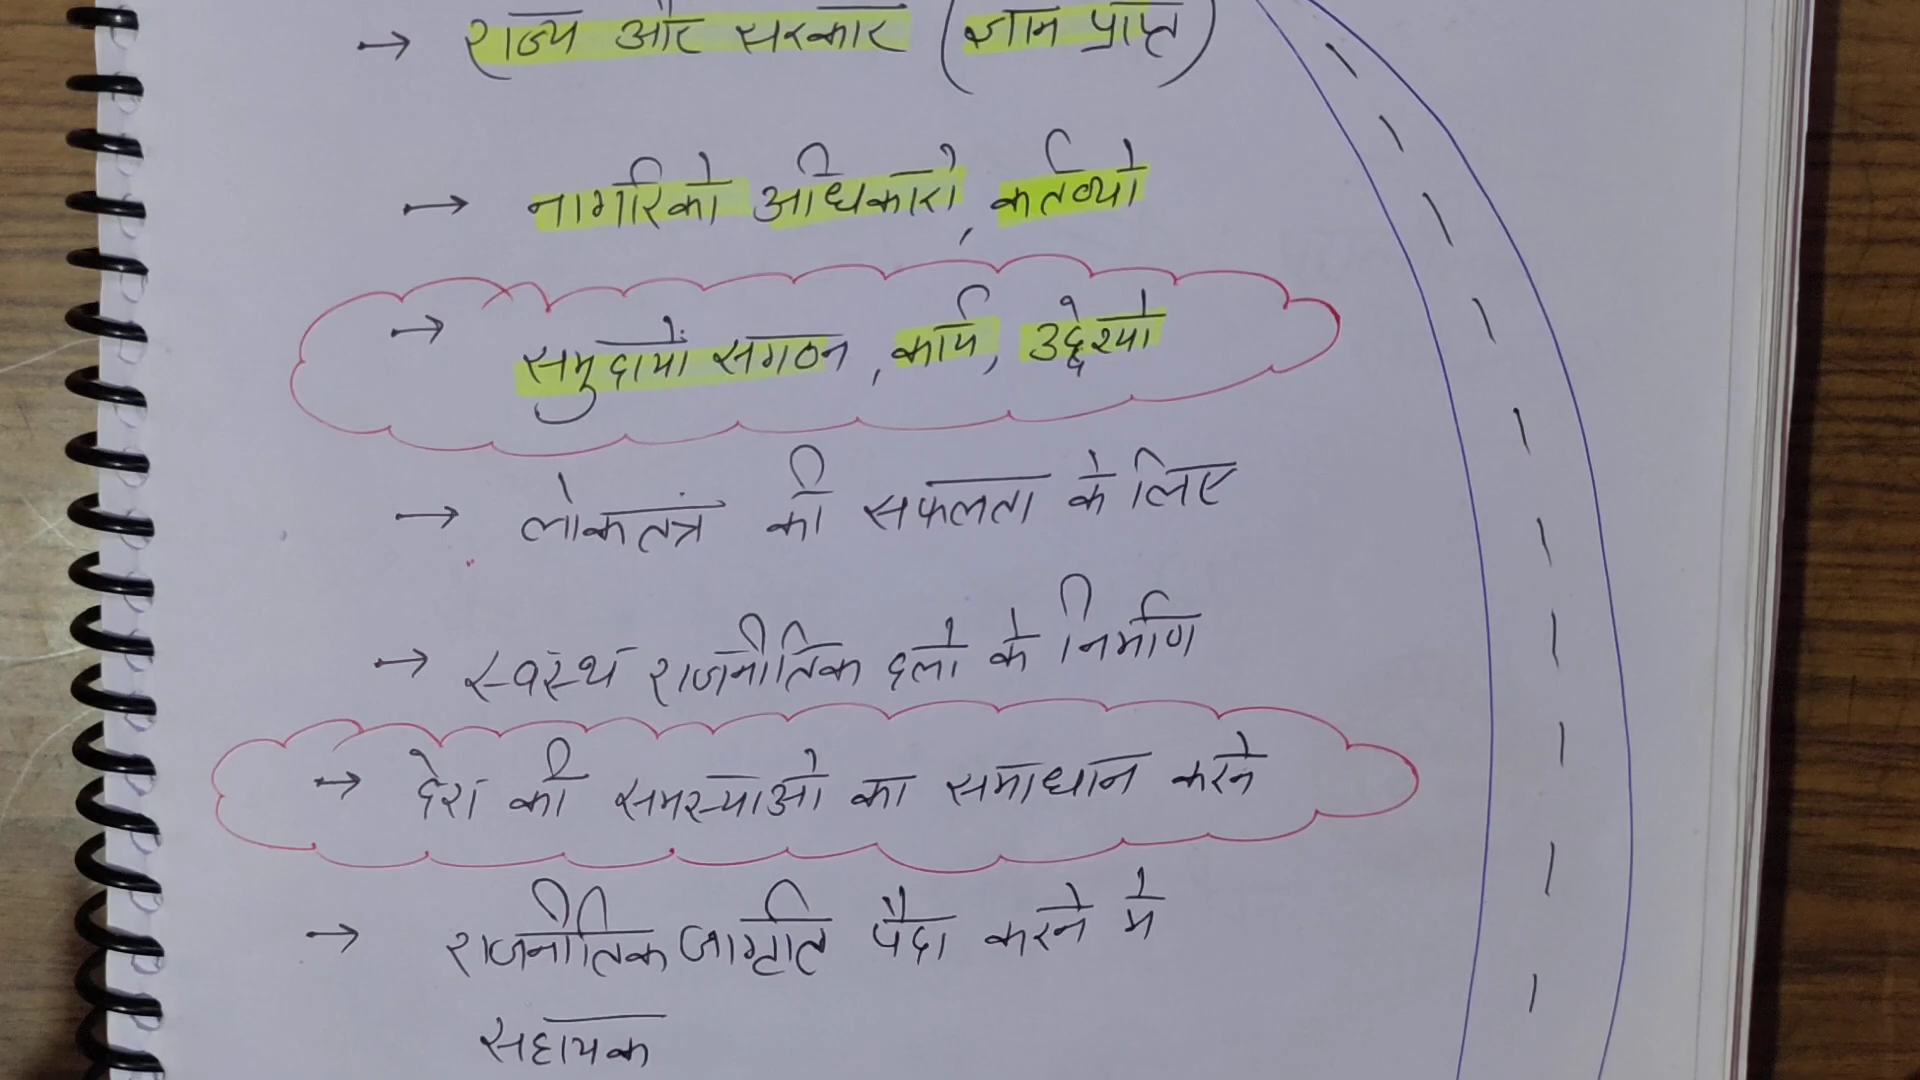 → राज्य और सरकार (ज्ञान प्राप्त)
→ नागरिको अधिकारो, कर्तव्यो
→ समुदायों संगठन, कार्य, उद्देश्यो
→ लोकतंत्र की सफलता के लिए
→ स्वस्थ राजनीतिक दलो के निर्माण
→ देश की समस्याओ का समाधान करने
→ राजनीतिक जागृति पैदा करने मे
सहायक